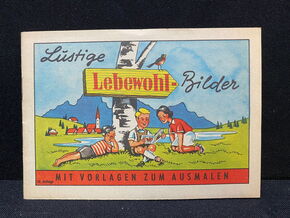 Lustige
Lebewohl-
Bilder
MIT VORLAGEN ZUM AUSMALEN